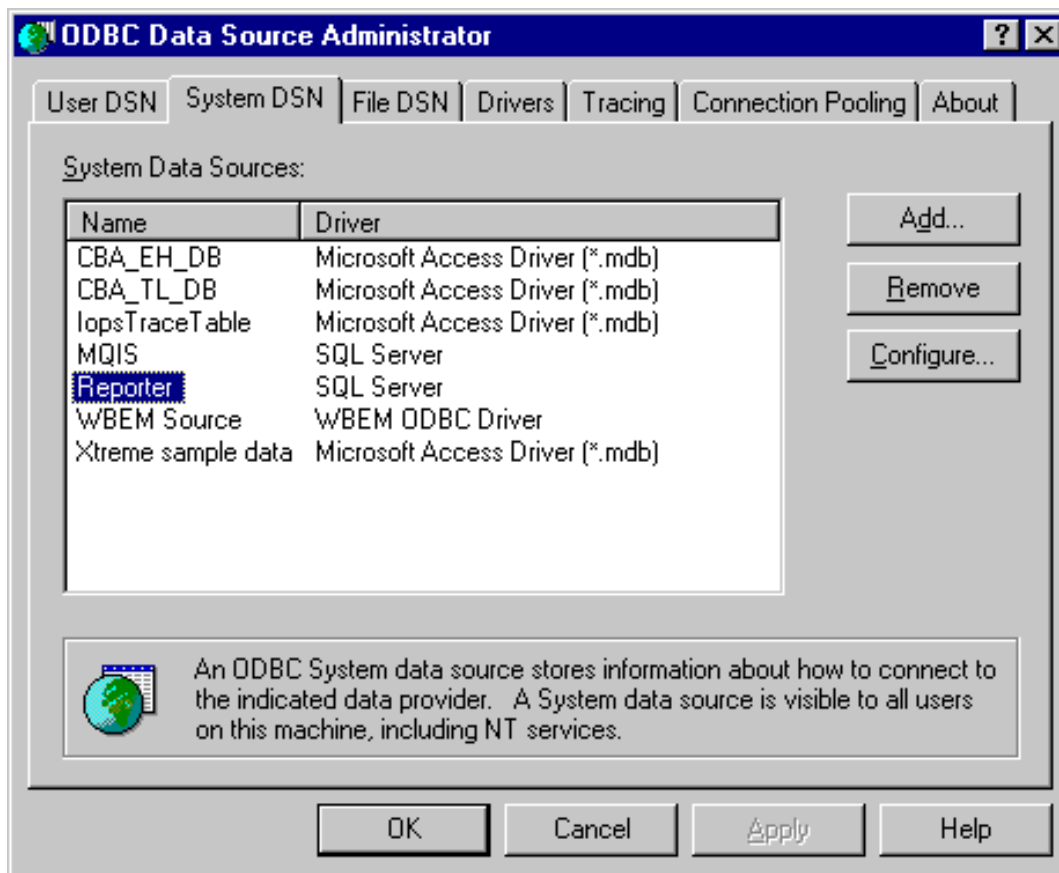 ODBC Data Source Administrator
User DSN System DSN File DSN Drivers Tracing Connection Pooling About
System Data Sources:
Name Driver
CBA_EH_DB Microsoft Access Driver (*.mdb)
CBA_TL_DB Microsoft Access Driver (*.mdb)
IopsTraceTable Microsoft Access Driver (*.mdb)
MQIS SQL Server
Reporter SQL Server
WBEM Source WBEM ODBC Driver
Xtreme sample data Microsoft Access Driver (*.mdb)
Add...
Remove
Configure...
An ODBC System data source stores information about how to connect to
the indicated data provider. A System data source is visible to all users
on this machine, including NT services.
OK Cancel Apply Help